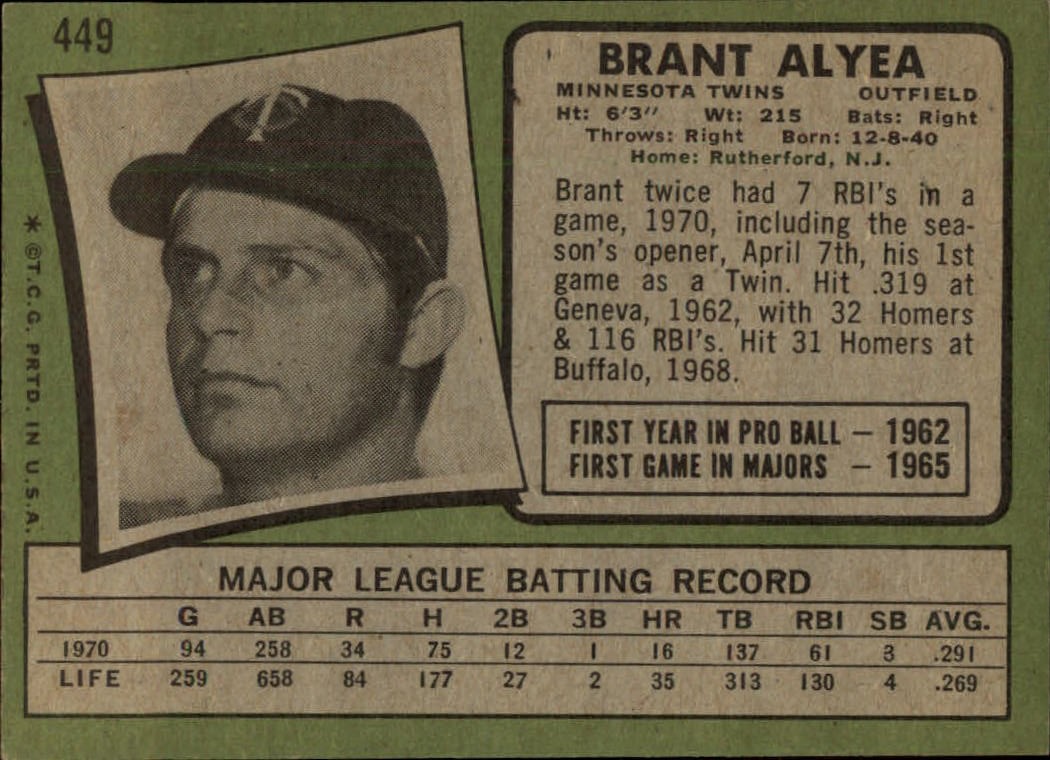 449
BRANT ALYEA
MINNESOTA TWINS OUTFIELD
Ht: 6'3" Wt: 215 Bats: Right
Throws: Right Born: 12-8-40
Home: Rutherford, N.J.
Brant twice had 7 RBI's in a
game, 1970, including the sea-
son's opener, April 7th, his 1st
game as a Twin. Hit .319 at
Geneva, 1962, with 32 Homers
& 116 RBI's. Hit 31 Homers at
Buffalo, 1968.
FIRST YEAR IN PRO BALL — 1962
FIRST GAME IN MAJORS — 1965
TC
* ©T.C.G. PRTD. IN U.S.A.
MAJOR LEAGUE BATTING RECORD
G AB R H 2B 3B HR TB RBI SB AVG.
1970 94 258 34 75 12 1 16 137 61 3 .291
LIFE 259 658 84 177 27 2 35 313 130 4 .269